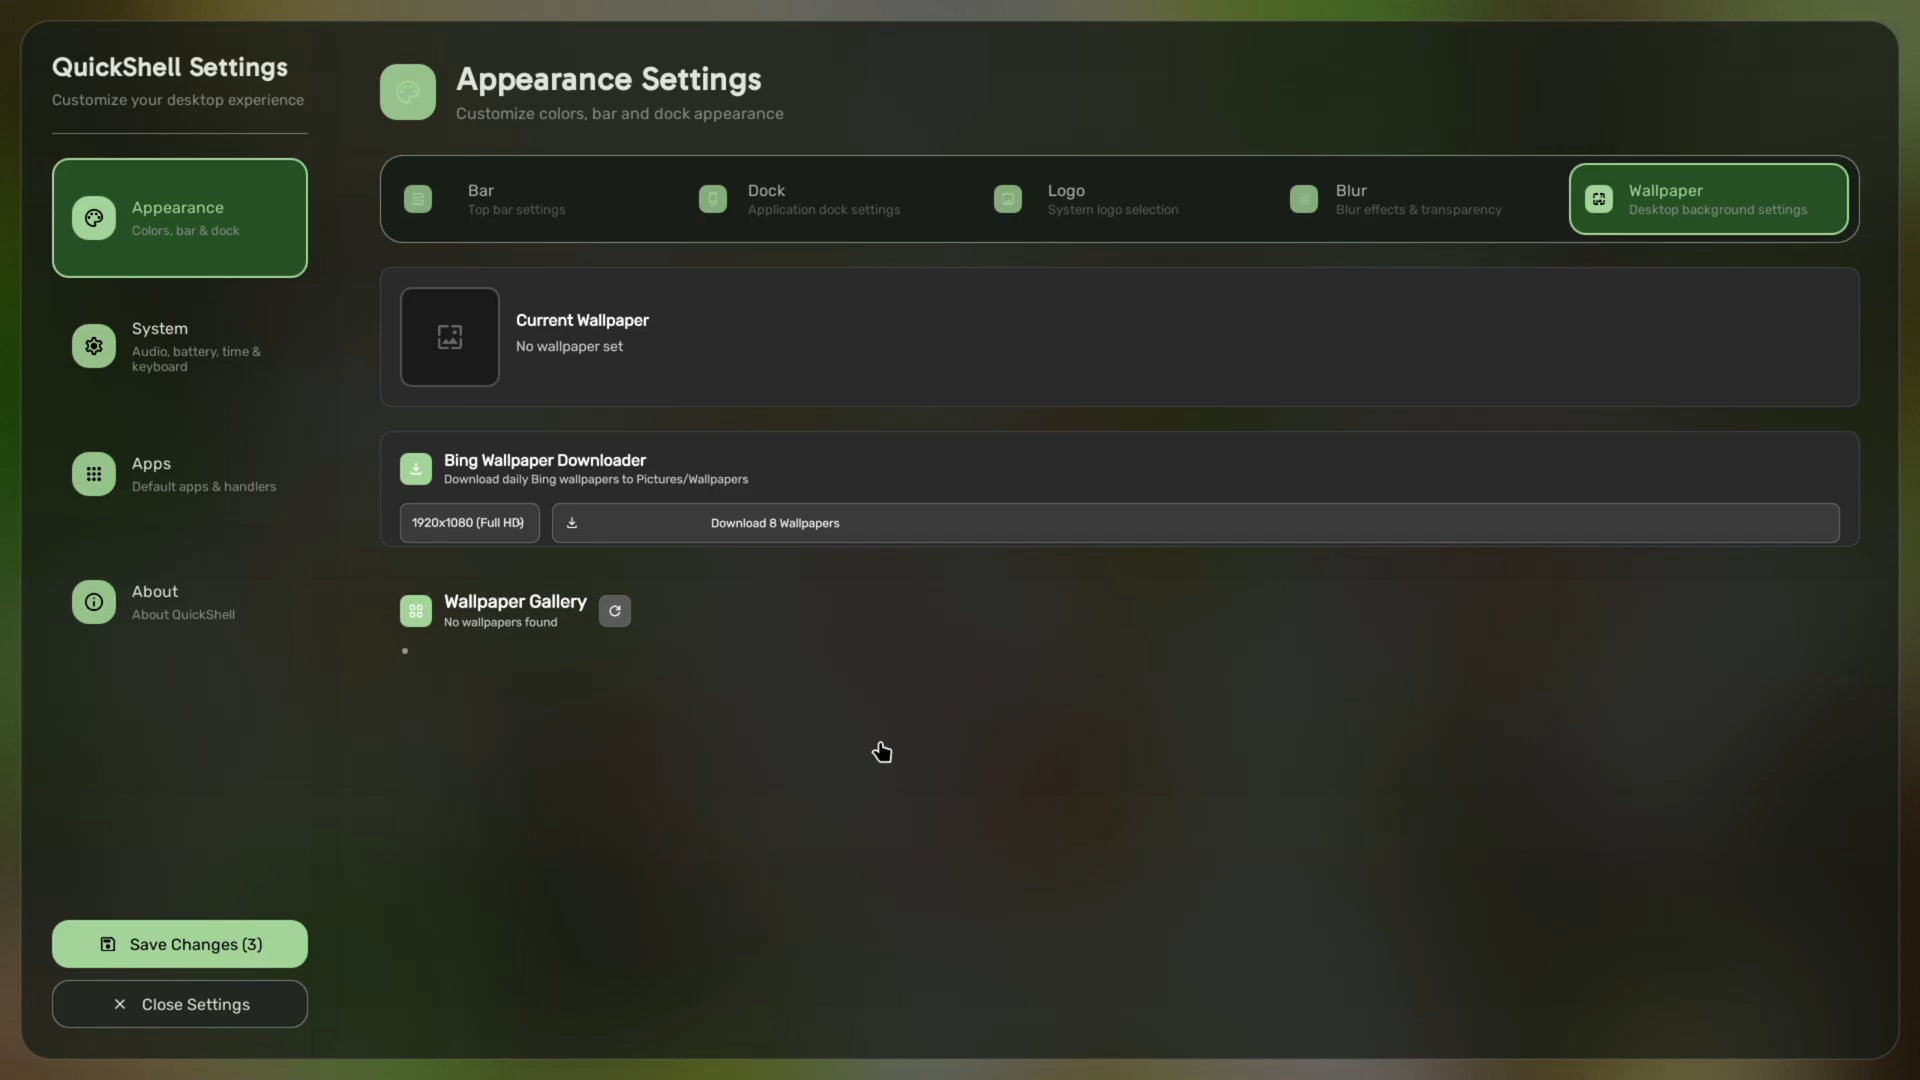 QuickShell Settings
Customize your desktop experience
Appearance
Colors, bar & dock
System
Audio, battery, time &
keyboard
Apps
Default apps & handlers
About
About QuickShell
Save Changes (3)
Close Settings
Appearance Settings
Customize colors, bar and dock appearance
Bar
Top bar settings
Dock
Application dock settings
Logo
System logo selection
Blur
Blur effects & transparency
Wallpaper
Desktop background settings
Current Wallpaper
No wallpaper set
Bing Wallpaper Downloader
Download daily Bing wallpapers to Pictures/Wallpapers
1920x1080 (Full HD)
Download 8 Wallpapers
Wallpaper Gallery
No wallpapers found